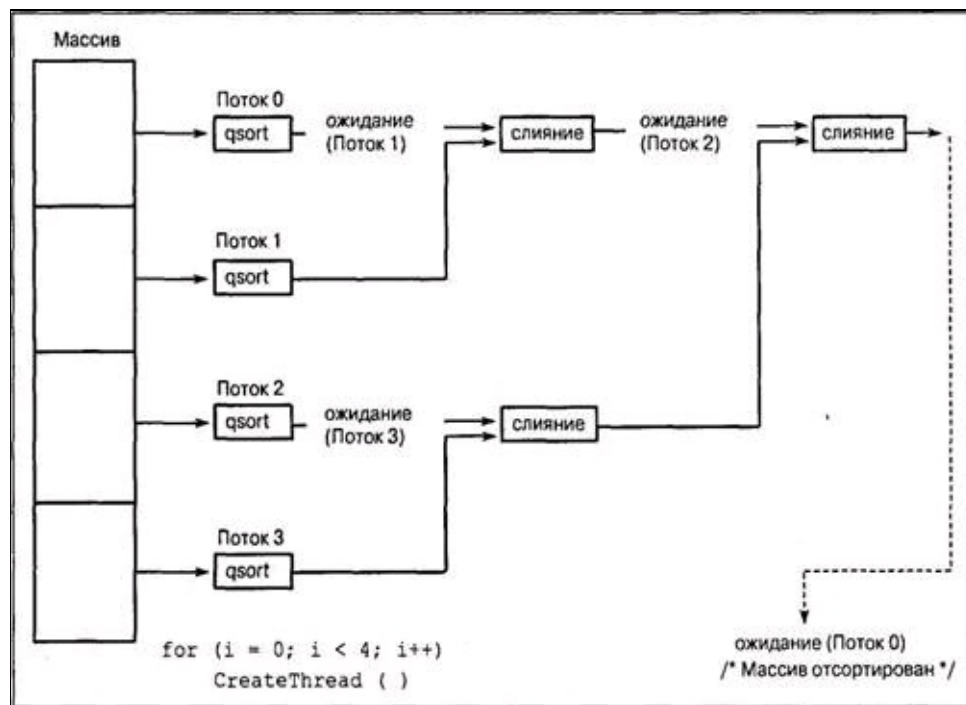 Массив
Поток 0
qsort
ожидание
(Поток 1)
слияние
ожидание
(Поток 2)
слияние
Поток 1
qsort
Поток 2
qsort
ожидание
(Поток 3)
слияние
Поток 3
qsort
for (i = 0; i < 4; i++)
CreateThread ( )
ожидание (Поток 0)
/* Массив отсортирован */